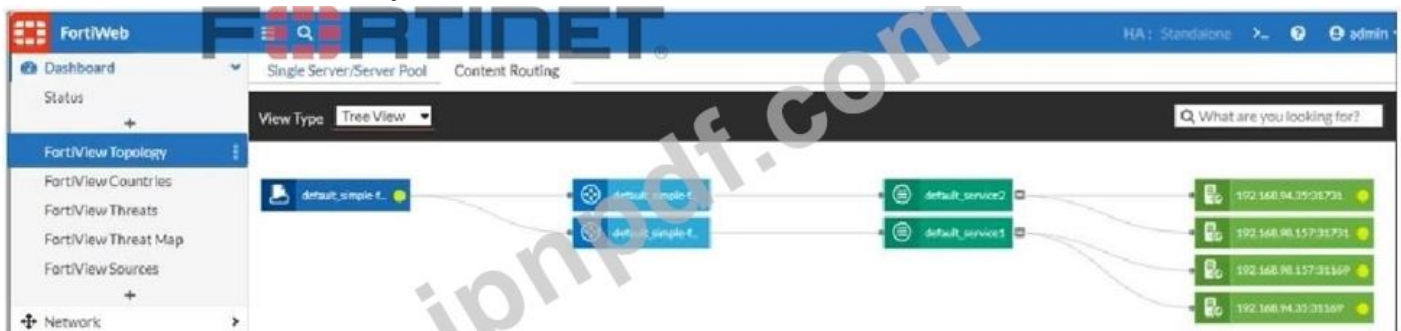 FortiWeb
FORTINET®
HA: Standalone >_ admin
Dashboard
Single Server/Server Pool Content Routing
Status
View Type Tree View
What are you looking for?
FortiView Topology
FortiView Countries
FortiView Threats
FortiView Threat Map
FortiView Sources
Network
default_simple-f...
default_simple-f...
default_simple-f...
default_service2
default_service1
192.168.94.35:31731
192.168.98.157:31731
192.168.98.157:31169
192.168.94.35:31169
jpnpdf.com